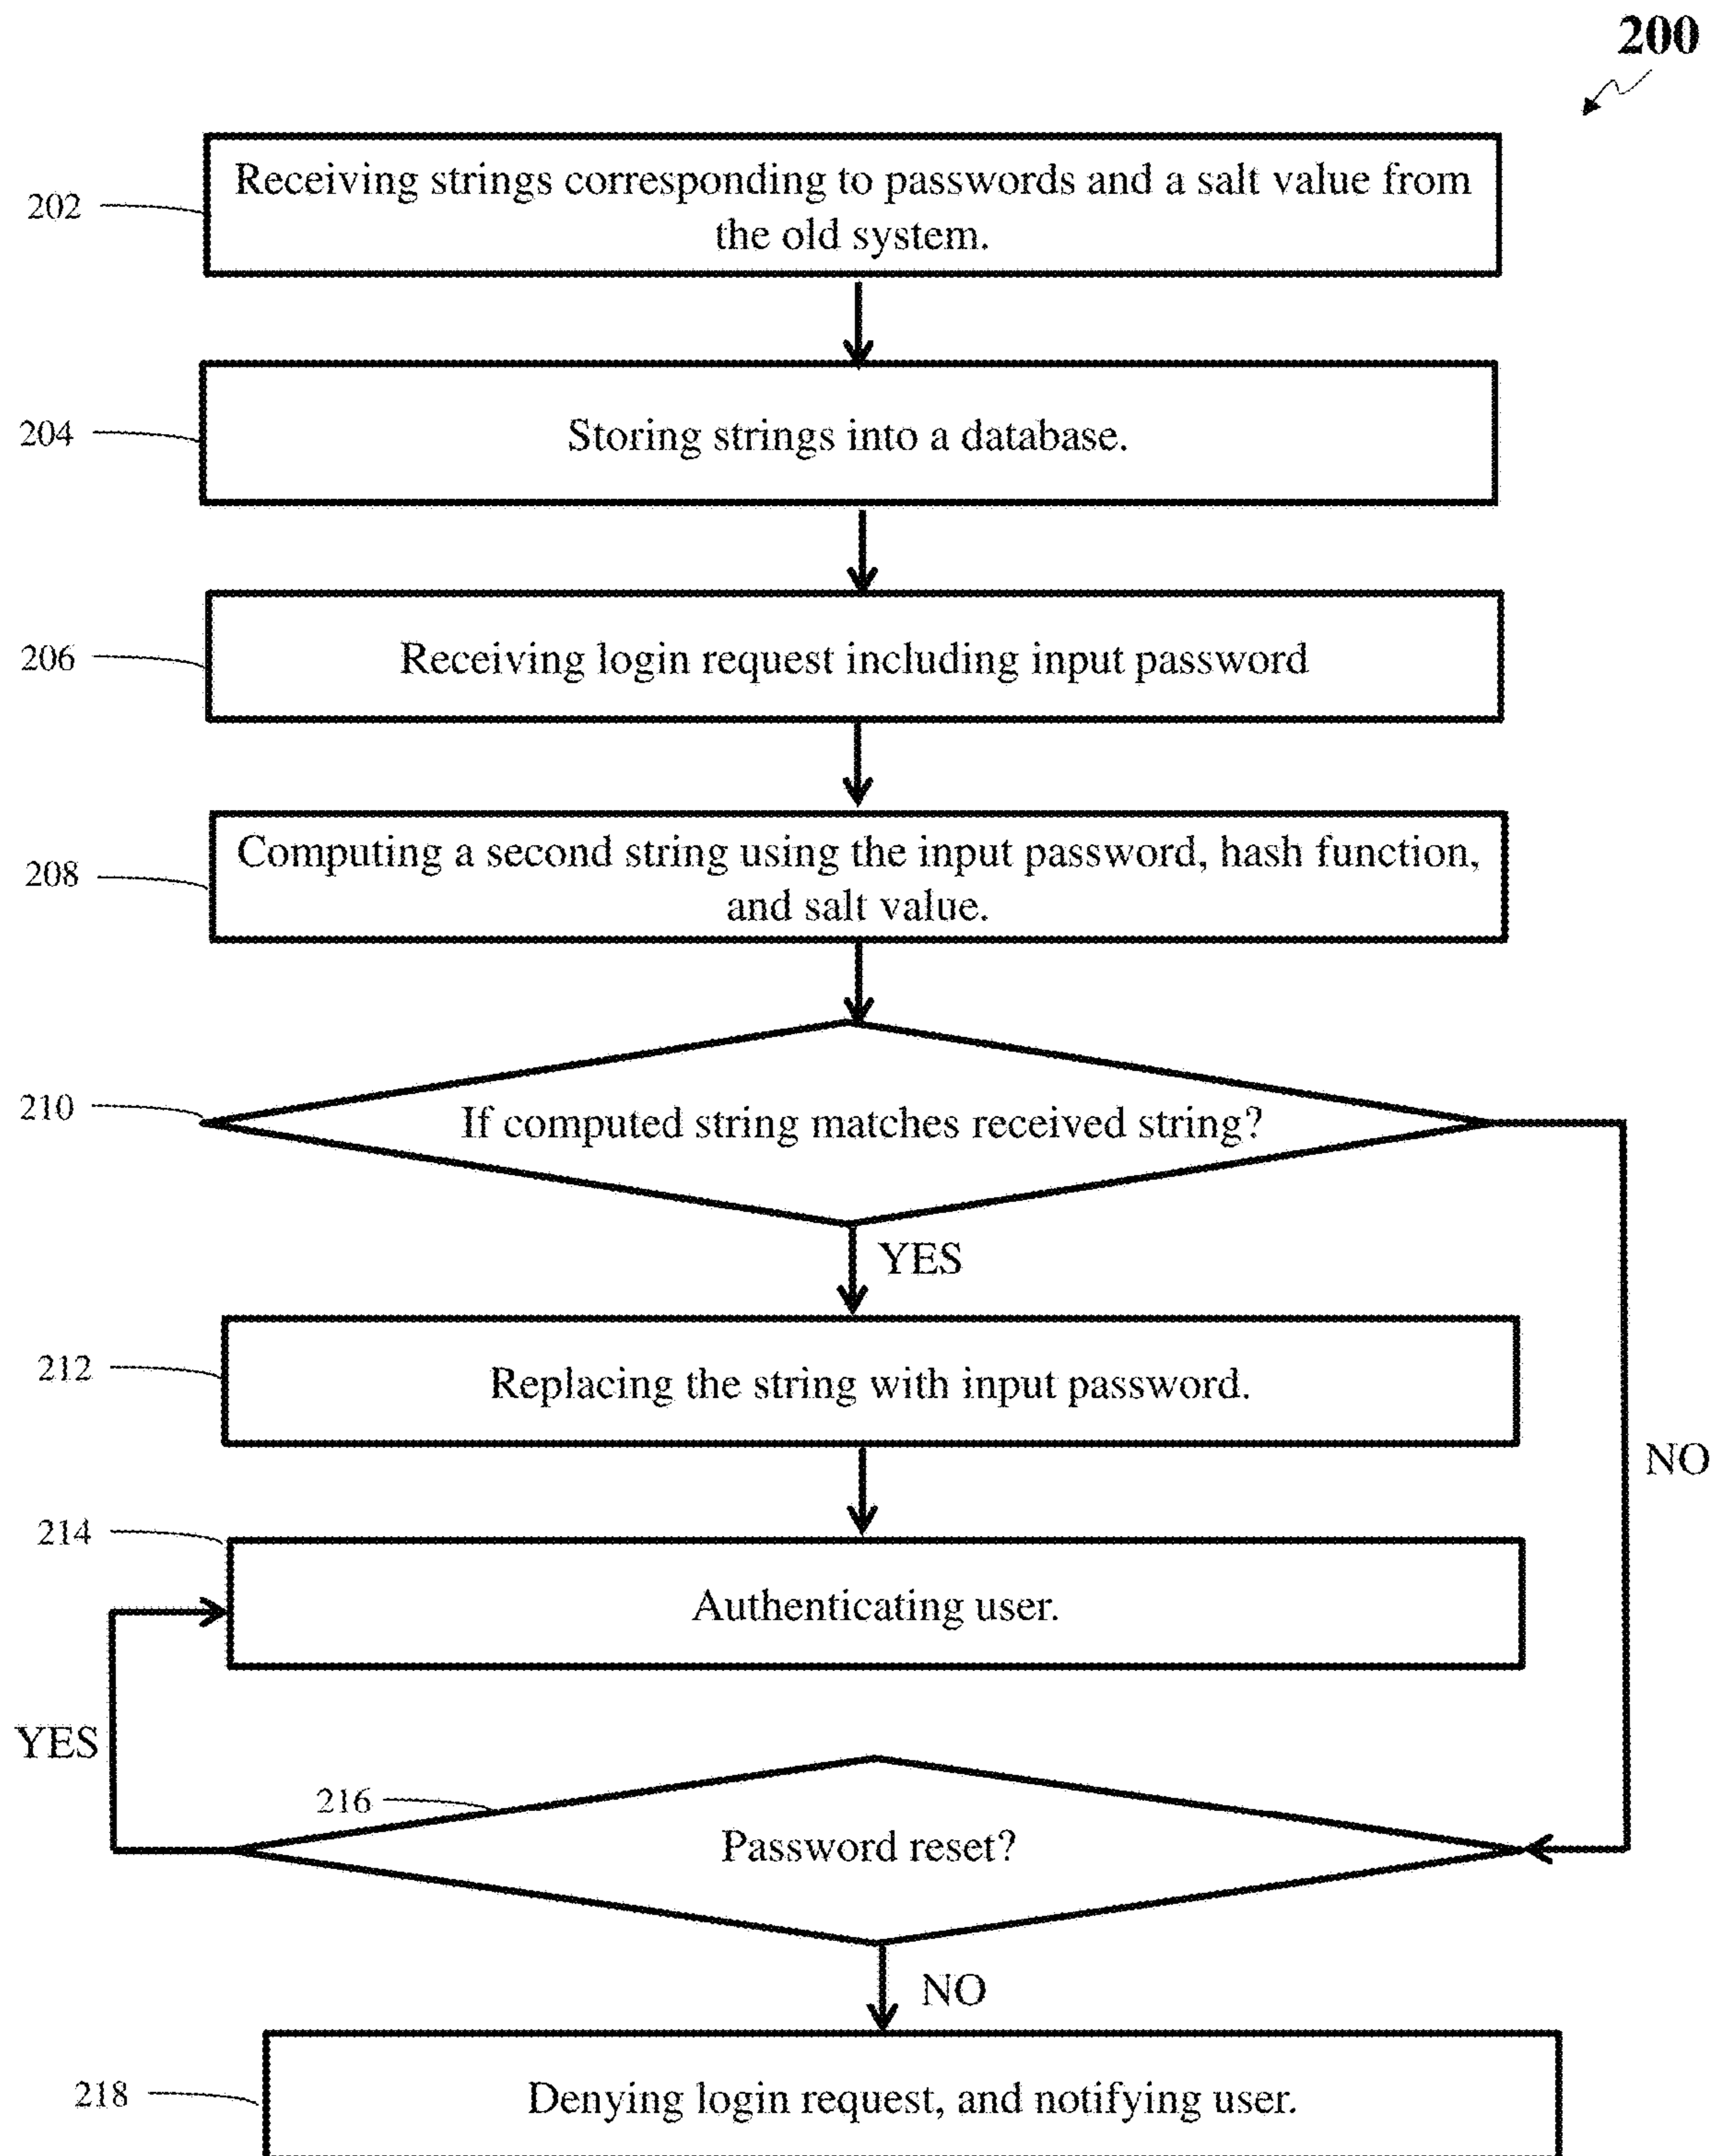 200
202
Receiving strings corresponding to passwords and a salt value from
the old system.
204
Storing strings into a database.
206
Receiving login request including input password
208
Computing a second string using the input password, hash function,
and salt value.
210
If computed string matches received string?
YES
212
Replacing the string with input password.
NO
214
Authenticating user.
YES
216
Password reset?
NO
218
Denying login request, and notifying user.